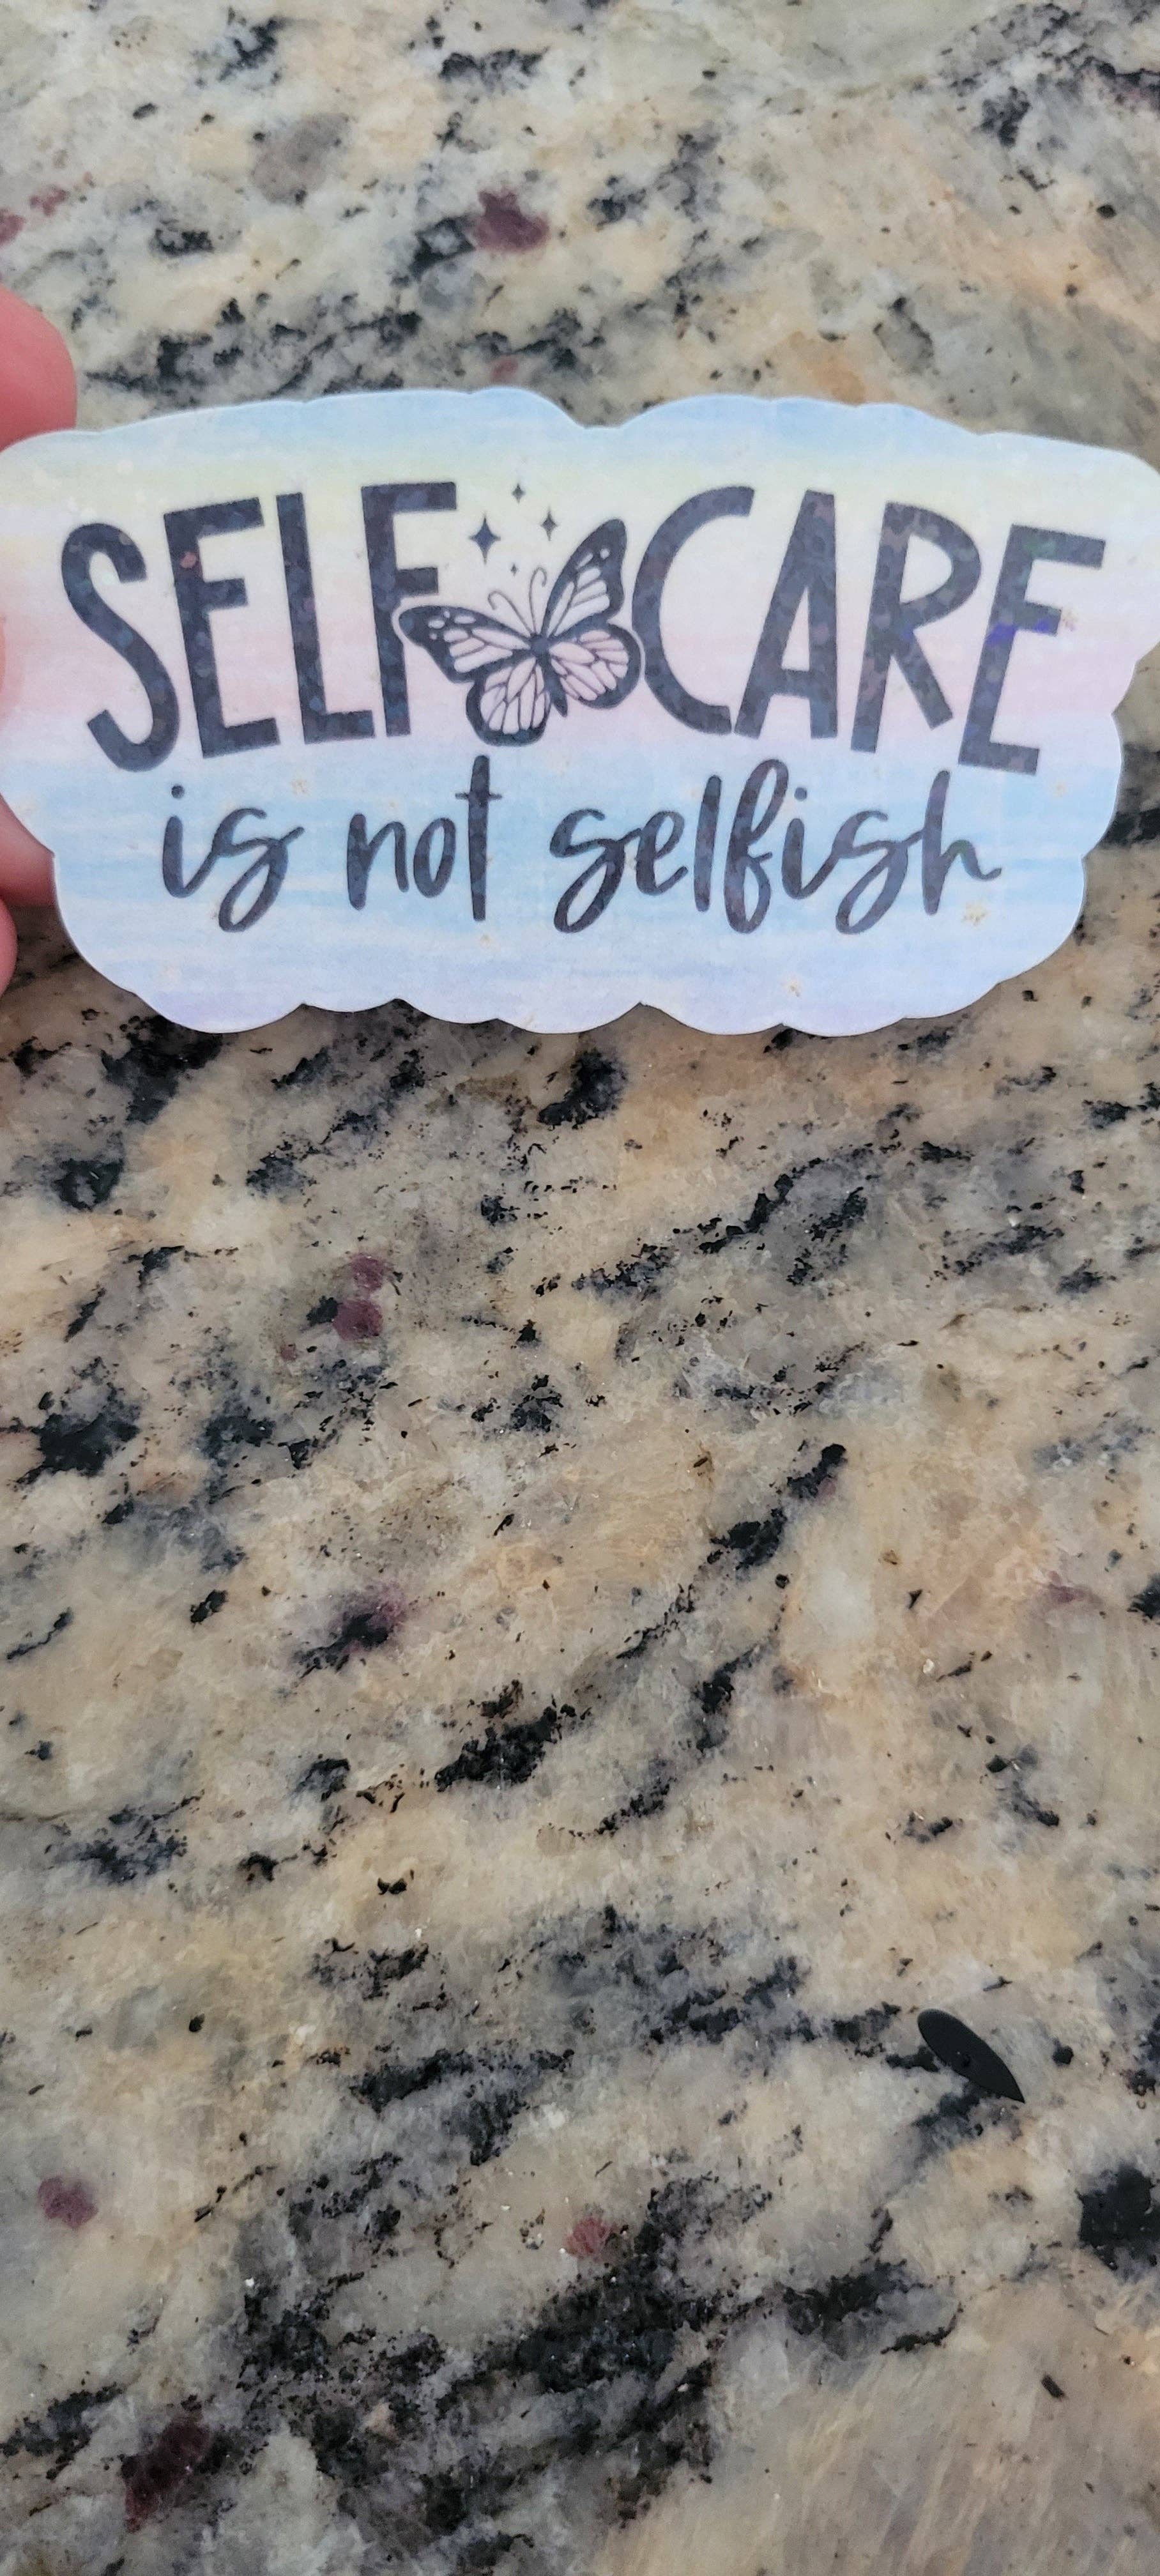 SELF CARE
is not selfish